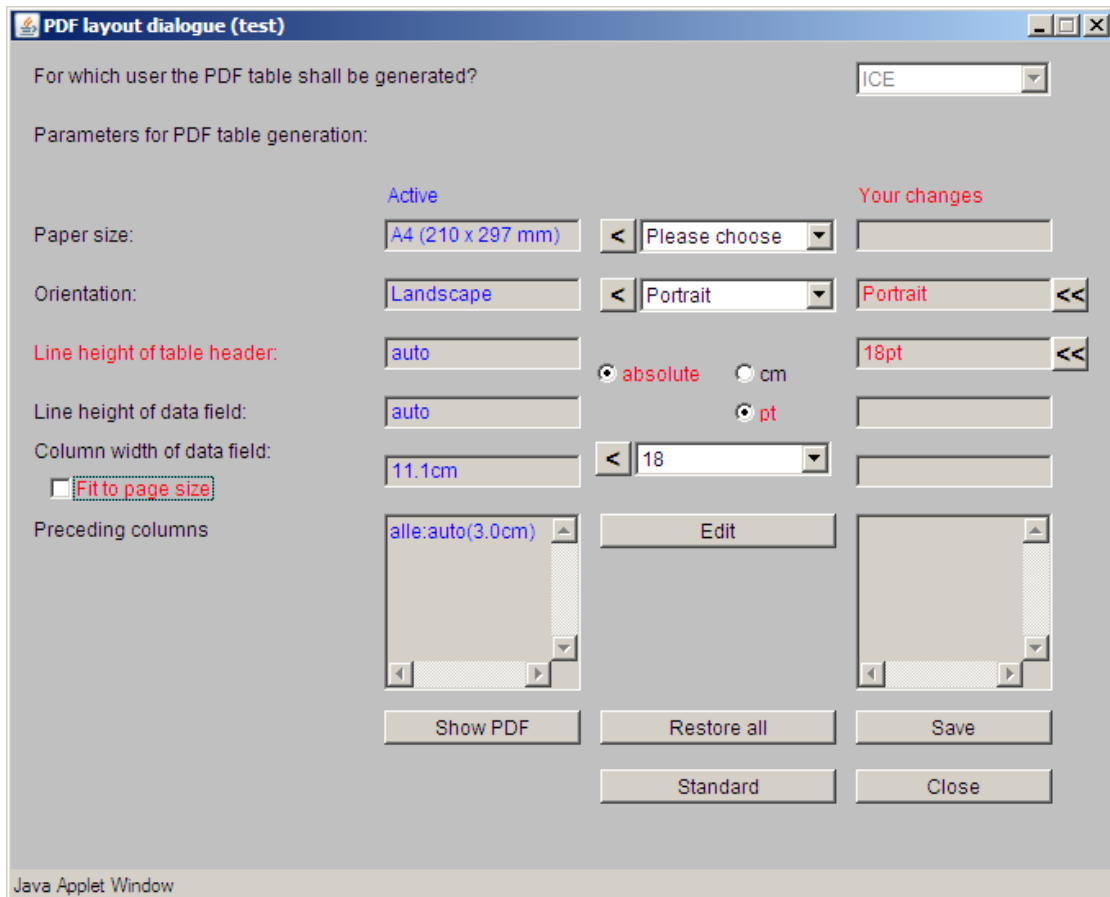 PDF layout dialogue (test)
For which user the PDF table shall be generated? ICE
Parameters for PDF table generation:
Active Your changes
Paper size: A4 (210 x 297 mm) < Please choose
Orientation: Landscape < Portrait Portrait <<
Line height of table header: auto 18pt <<
absolute cm
Line height of data field: auto pt
Column width of data field: 11.1cm < 18
Fit to page size
Preceding columns alle:auto(3.0cm) Edit
Show PDF Restore all Save
Standard Close
Java Applet Window